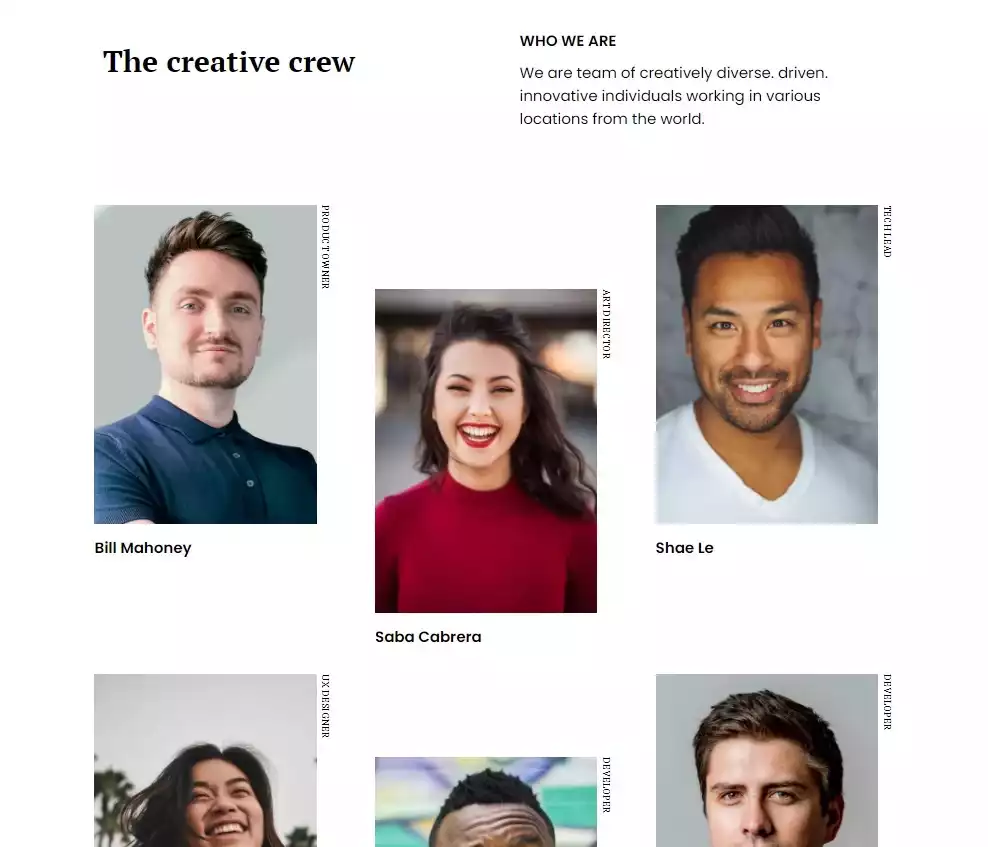 The creative crew
WHO WE ARE
We are team of creatively diverse. driven.
innovative individuals working in various
locations from the world.
PRODUCT OWNER
Bill Mahoney
ART DIRECTOR
Saba Cabrera
TECH LEAD
Shae Le
UX DESIGNER
DEVELOPER
DEVELOPER